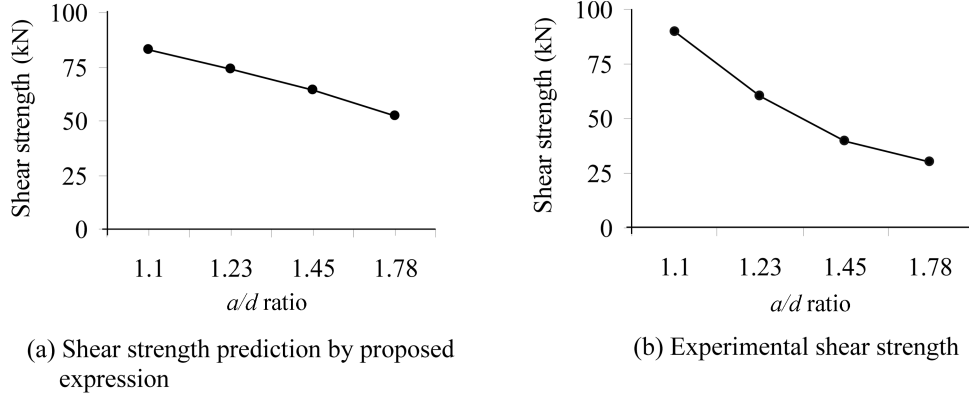 Shear strength (kN)
100
75
50
25
0
1.1 1.23 1.45 1.78
a/d ratio
(a) Shear strength prediction by proposed
expression
Shear strength (kN)
100
75
50
25
0
1.1 1.23 1.45 1.78
a/d ratio
(b) Experimental shear strength